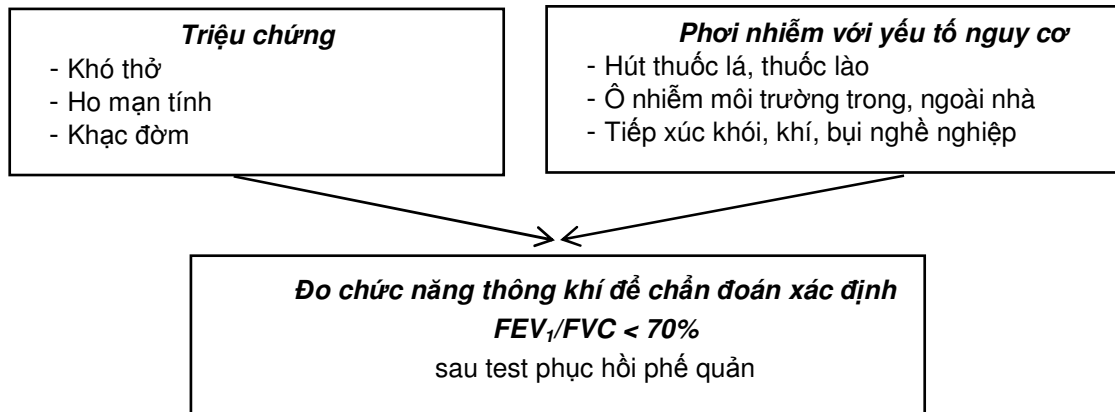 Triệu chứng
- Khó thở
- Ho mạn tính
- Khạc đờm
Phơi nhiễm với yếu tố nguy cơ
- Hút thuốc lá, thuốc lào
- Ô nhiễm môi trường trong, ngoài nhà
- Tiếp xúc khói, khí, bụi nghề nghiệp
Đo chức năng thông khí để chẩn đoán xác định
FEV₁/FVC < 70%
sau test phục hồi phế quản